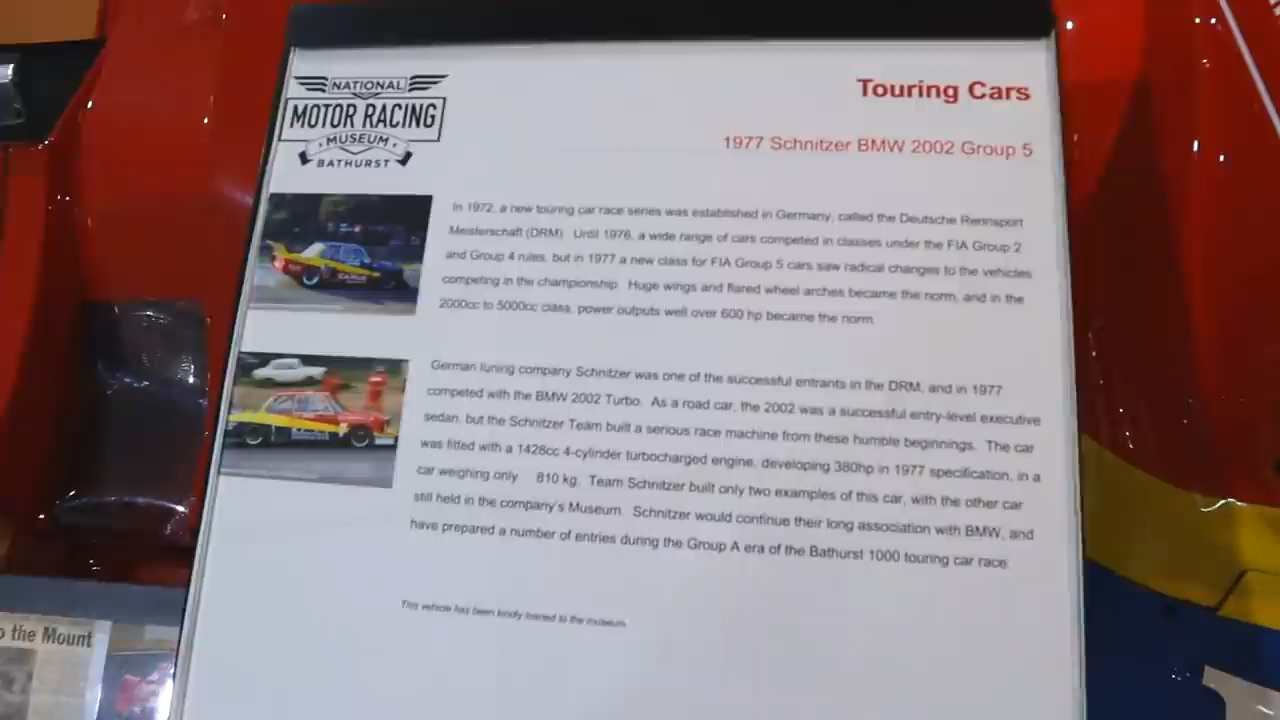 NATIONAL
MOTOR RACING
MUSEUM
BATHURST
Touring Cars
1977 Schnitzer BMW 2002 Group 5
In 1972, a new touring car race series was established in Germany, called the Deutsche Rennsport
Meisterschaft (DRM). Until 1976, a wide range of cars competed in classes under the FIA Group 2
and Group 4 rules, but in 1977 a new class for FIA Group 5 cars saw radical changes to the vehicles
competing in the championship. Huge wings and flared wheel arches became the norm, and in the
2000cc to 5000cc class, power outputs well over 600 hp became the norm.
German tuning company Schnitzer was one of the successful entrants in the DRM, and in 1977
competed with the BMW 2002 Turbo. As a road car, the 2002 was a successful entry-level executive
sedan, but the Schnitzer Team built a serious race machine from these humble beginnings. The car
was fitted with a 1428cc 4-cylinder turbocharged engine, developing 380hp in 1977 specification, in a
car weighing only 810 kg. Team Schnitzer built only two examples of this car, with the other car
still held in the company's Museum. Schnitzer would continue their long association with BMW, and
have prepared a number of entries during the Group A era of the Bathurst 1000 touring car race.
This vehicle has been kindly loaned to the museum.
o the Mount